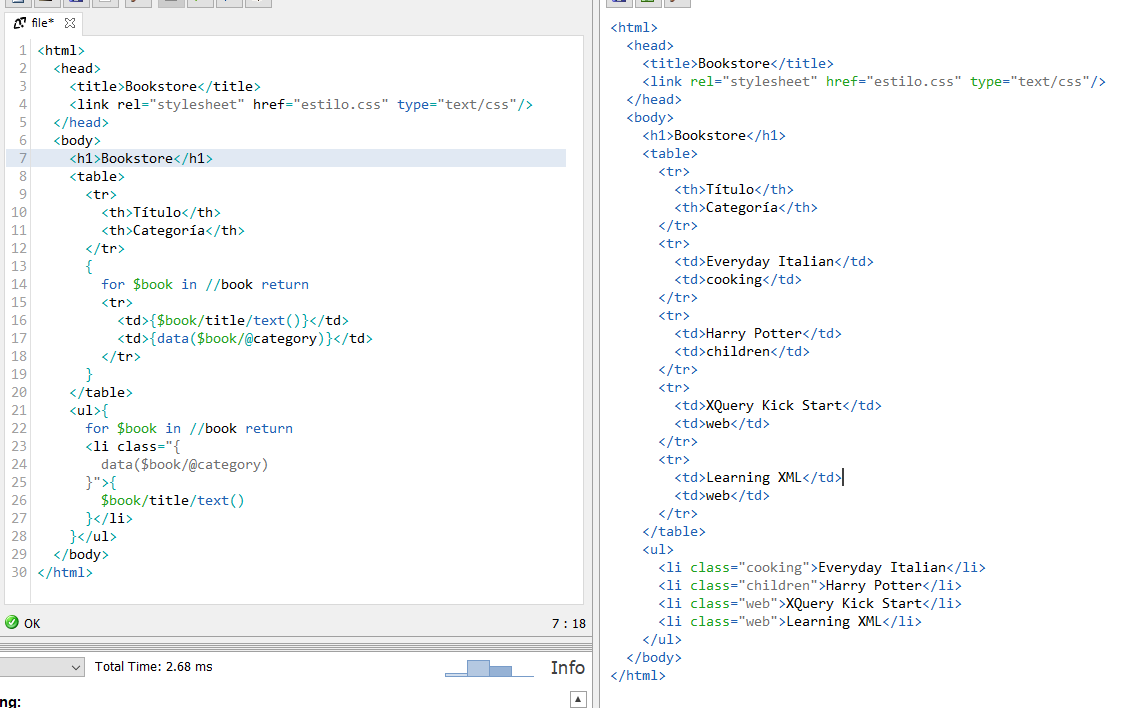 file*
1 <html>
2   <head>
3     <title>Bookstore</title>
4     <link rel="stylesheet" href="estilo.css" type="text/css"/>
5   </head>
6   <body>
7     <h1>Bookstore</h1>
8     <table>
9       <tr>
10         <th>Título</th>
11         <th>Categoría</th>
12       </tr>
13       {
14         for $book in //book return
15         <tr>
16           <td>{$book/title/text()}</td>
17           <td>{data($book/@category)}</td>
18         </tr>
19       }
20     </table>
21     <ul>{
22       for $book in //book return
23       <li class="{
24         data($book/@category)
25       }">{
26         $book/title/text()
27       }</li>
28     }</ul>
29   </body>
30 </html>
OK 7 : 18
Total Time: 2.68 ms Info
ng:
<html>
  <head>
    <title>Bookstore</title>
    <link rel="stylesheet" href="estilo.css" type="text/css"/>
  </head>
  <body>
    <h1>Bookstore</h1>
    <table>
      <tr>
        <th>Título</th>
        <th>Categoría</th>
      </tr>
      <tr>
        <td>Everyday Italian</td>
        <td>cooking</td>
      </tr>
      <tr>
        <td>Harry Potter</td>
        <td>children</td>
      </tr>
      <tr>
        <td>XQuery Kick Start</td>
        <td>web</td>
      </tr>
      <tr>
        <td>Learning XML</td>
        <td>web</td>
      </tr>
    </table>
    <ul>
      <li class="cooking">Everyday Italian</li>
      <li class="children">Harry Potter</li>
      <li class="web">XQuery Kick Start</li>
      <li class="web">Learning XML</li>
    </ul>
  </body>
</html>